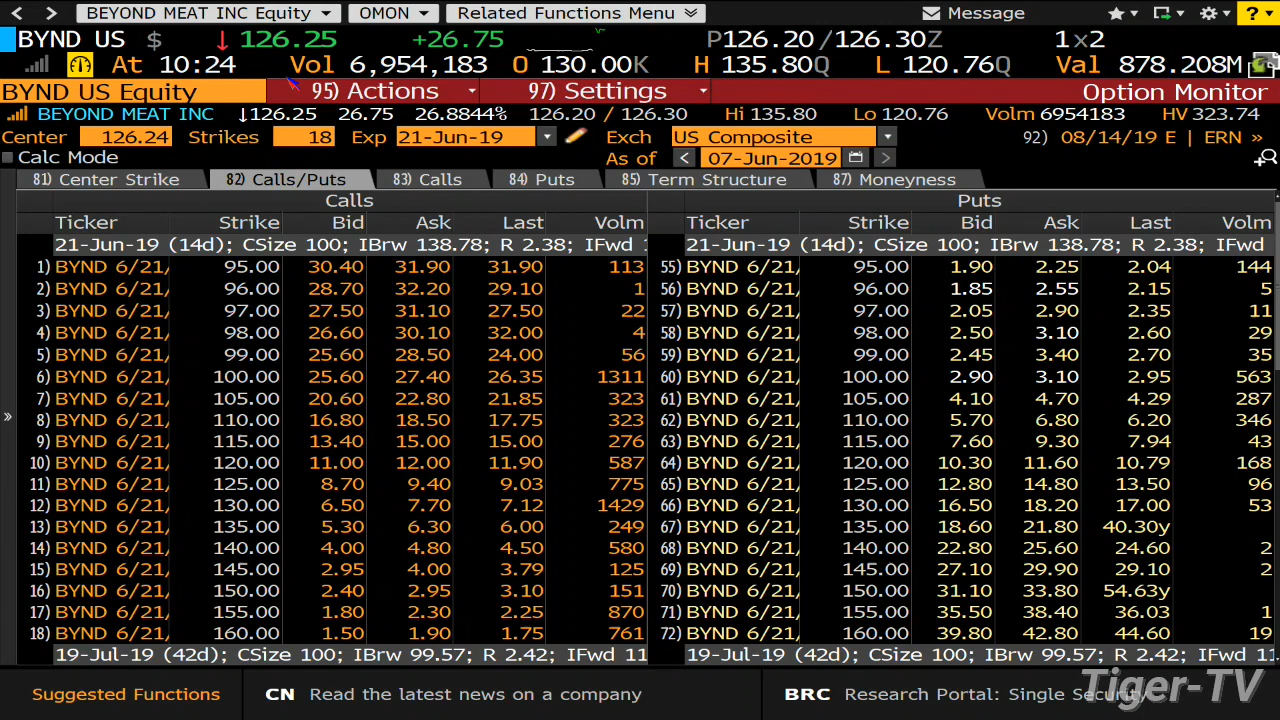 < > BEYOND MEAT INC Equity OMON Related Functions Menu Message ?
BYND US $ ↓ 126.25 +26.75 P126.20 /126.30Z 1x2
At 10:24 Vol 6,954,183 O 130.00K H 135.80Q L 120.76Q Val 878.208M
BYND US Equity 95) Actions 97) Settings Option Monitor
BEYOND MEAT INC ↓126.25 26.75 26.8844% 126.20 / 126.30 Hi 135.80 Lo 120.76 Volm 6954183 HV 323.74
Center 126.24 Strikes 18 Exp 21-Jun-19 Exch US Composite 92) 08/14/19 E | ERN »
Calc Mode As of < 07-Jun-2019 >
81) Center Strike 82) Calls/Puts 83) Calls 84) Puts 85) Term Structure 87) Moneyness
Calls Puts
Ticker Strike Bid Ask Last Volm Ticker Strike Bid Ask Last Volm
21-Jun-19 (14d); CSize 100; IBrw 138.78; R 2.38; IFwd 1 21-Jun-19 (14d); CSize 100; IBrw 138.78; R 2.38; IFwd
1) BYND 6/21/ 95.00 30.40 31.90 31.90 113 55) BYND 6/21/ 95.00 1.90 2.25 2.04 144
2) BYND 6/21/ 96.00 28.70 32.20 29.10 1 56) BYND 6/21/ 96.00 1.85 2.55 2.15 5
3) BYND 6/21/ 97.00 27.50 31.10 27.50 22 57) BYND 6/21/ 97.00 2.05 2.90 2.35 11
4) BYND 6/21/ 98.00 26.60 30.10 32.00 4 58) BYND 6/21/ 98.00 2.50 3.10 2.60 29
5) BYND 6/21/ 99.00 25.60 28.50 24.00 56 59) BYND 6/21/ 99.00 2.45 3.40 2.70 35
6) BYND 6/21/ 100.00 25.60 27.40 26.35 1311 60) BYND 6/21/ 100.00 2.90 3.10 2.95 563
7) BYND 6/21/ 105.00 20.60 22.80 21.85 323 61) BYND 6/21/ 105.00 4.10 4.70 4.29 287
8) BYND 6/21/ 110.00 16.80 18.50 17.75 323 62) BYND 6/21/ 110.00 5.70 6.80 6.20 346
9) BYND 6/21/ 115.00 13.40 15.00 15.00 276 63) BYND 6/21/ 115.00 7.60 9.30 7.94 43
10) BYND 6/21/ 120.00 11.00 12.00 11.90 587 64) BYND 6/21/ 120.00 10.30 11.60 10.79 168
11) BYND 6/21/ 125.00 8.70 9.40 9.03 775 65) BYND 6/21/ 125.00 12.80 14.80 13.50 96
12) BYND 6/21/ 130.00 6.50 7.70 7.12 1429 66) BYND 6/21/ 130.00 16.50 18.20 17.00 53
13) BYND 6/21/ 135.00 5.30 6.30 6.00 249 67) BYND 6/21/ 135.00 18.60 21.80 40.30y
14) BYND 6/21/ 140.00 4.00 4.80 4.50 580 68) BYND 6/21/ 140.00 22.80 25.60 24.60 2
15) BYND 6/21/ 145.00 2.95 4.00 3.79 125 69) BYND 6/21/ 145.00 27.10 29.90 29.10 2
16) BYND 6/21/ 150.00 2.40 2.95 3.10 151 70) BYND 6/21/ 150.00 31.10 33.80 54.63y
17) BYND 6/21/ 155.00 1.80 2.30 2.25 870 71) BYND 6/21/ 155.00 35.50 38.40 36.03 1
18) BYND 6/21/ 160.00 1.50 1.90 1.75 761 72) BYND 6/21/ 160.00 39.80 42.80 44.60 19
19-Jul-19 (42d); CSize 100; IBrw 99.57; R 2.42; IFwd 11 19-Jul-19 (42d); CSize 100; IBrw 99.57; R 2.42; IFwd 11
Suggested Functions CN Read the latest news on a company BRC Research Portal: Single Security
Tiger-TV